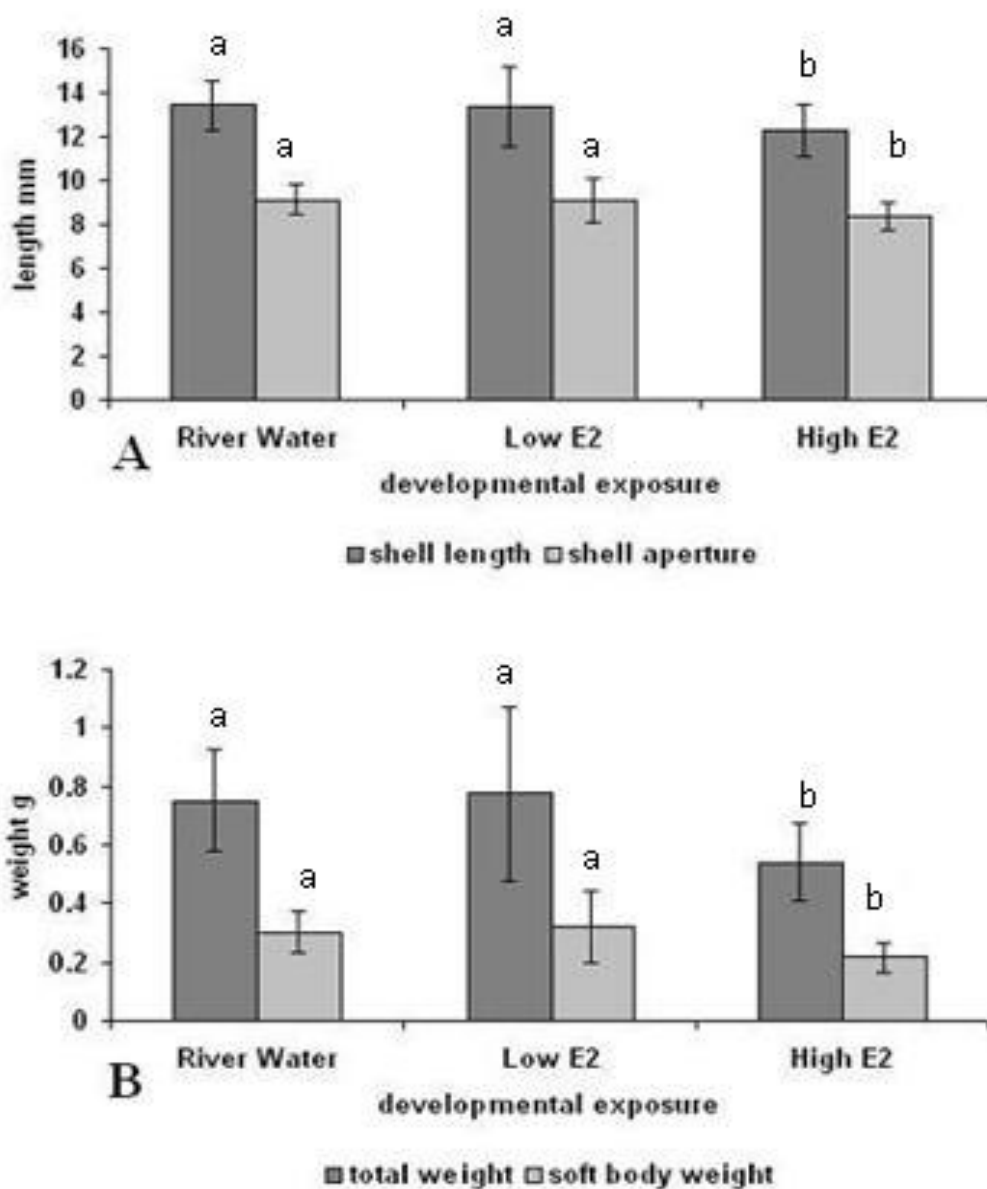 a
a
b
16
14
12
10
8
6
4
2
0
length mm
a
a
b
River Water Low E2 High E2
A
developmental exposure
shell length shell aperture
a
a
b
1.2
1
0.8
0.6
0.4
0.2
0
weight g
a
a
b
River Water Low E2 High E2
B
developmental exposure
total weight soft body weight